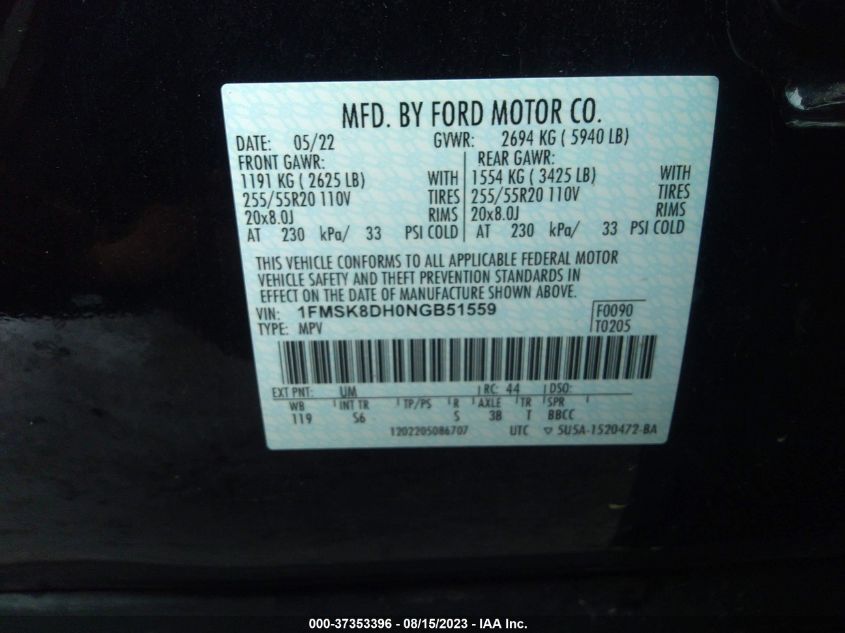 MFD. BY FORD MOTOR CO.
DATE: 05/22 GVWR: 2694 KG ( 5940 LB)
FRONT GAWR: REAR GAWR:
1191 KG ( 2625 LB) WITH 1554 KG ( 3425 LB) WITH
255/55R20 110V TIRES 255/55R20 110V TIRES
20x8.0J RIMS 20x8.0J RIMS
AT 230 kPa/ 33 PSI COLD AT 230 kPa/ 33 PSI COLD
THIS VEHICLE CONFORMS TO ALL APPLICABLE FEDERAL MOTOR
VEHICLE SAFETY AND THEFT PREVENTION STANDARDS IN
EFFECT ON THE DATE OF MANUFACTURE SHOWN ABOVE.
VIN: 1FMSK8DH0NGB51559 F0090
TYPE: MPV T0205
EXT PNT: UM RC: 44 DSO:
WB INT TR TP/PS R AXLE TR SPR
119 S6 S 3B T BBCC
1202205086707 UTC ▽ 5U5A-1520472-BA
000-37353396 - 08/15/2023 - IAA Inc.